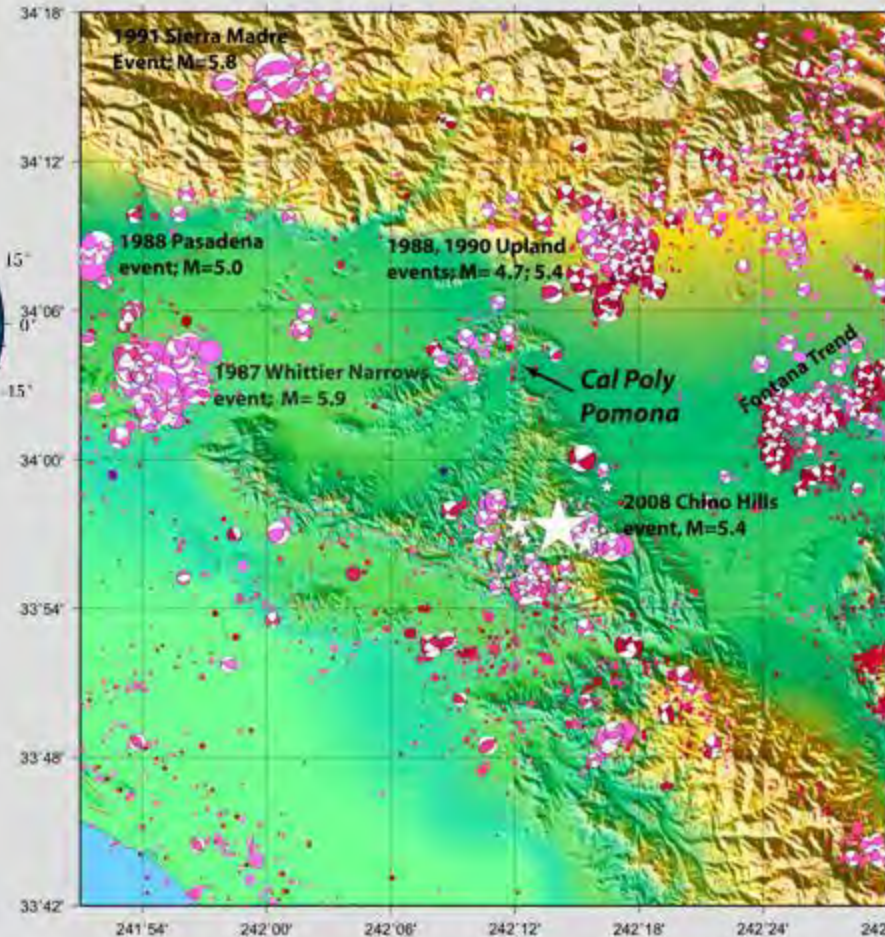 34°18'
1991 Sierra Madre
Event; M=5.8
34°12'
15°
1988 Pasadena
event; M=5.0
1988, 1990 Upland
events; M= 4.7; 5.4
34°06'
0°
1987 Whittier Narrows
event; M= 5.9
Cal Poly
Pomona
Fontana Trend
-15°
34°00'
2008 Chino Hills
event, M=5.4
33°54'
33°48'
33°42'
241°54'
242°00'
242°06'
242°12'
242°18'
242°24'